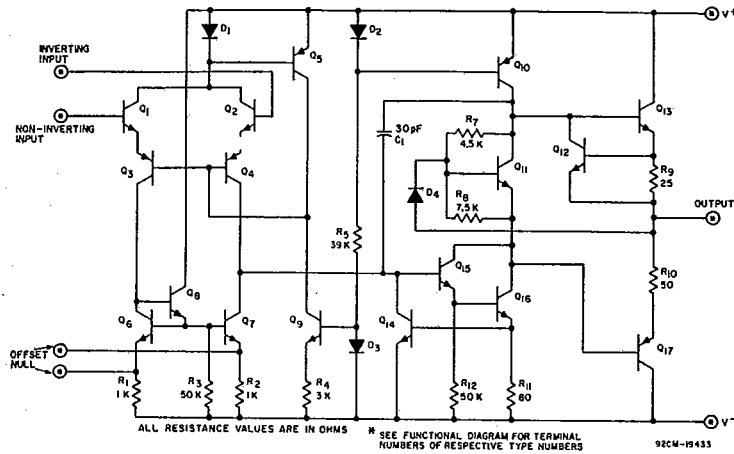 V+
D1
D2
Q5
INVERTING
INPUT
Q10
Q1
Q2
Q13
NON-INVERTING
INPUT
30pF
C1
R7
4.5K
Q12
Q3
Q4
Q11
R9
25
D4
R8
7.5K
OUTPUT
R5
39K
Q15
R10
50
Q8
Q16
Q6
Q7
Q9
Q14
Q17
OFFSET
NULL
D3
R1
1K
R3
50K
R2
1K
R4
3K
R12
50K
R11
80
V-
ALL RESISTANCE VALUES ARE IN OHMS
* SEE FUNCTIONAL DIAGRAM FOR TERMINAL
NUMBERS OF RESPECTIVE TYPE NUMBERS
92CM-19433